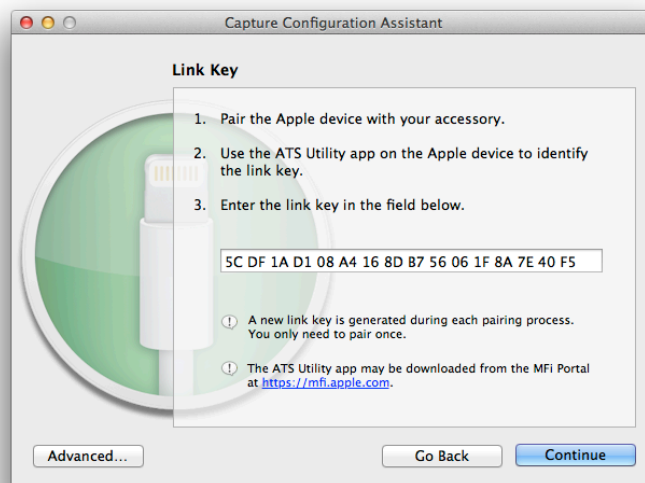 Capture Configuration Assistant
Link Key
1. Pair the Apple device with your accessory.
2. Use the ATS Utility app on the Apple device to identify
the link key.
3. Enter the link key in the field below.
5C DF 1A D1 08 A4 16 8D B7 56 06 1F 8A 7E 40 F5
A new link key is generated during each pairing process.
You only need to pair once.
The ATS Utility app may be downloaded from the MFi Portal
at https://mfi.apple.com.
Advanced...
Go Back
Continue